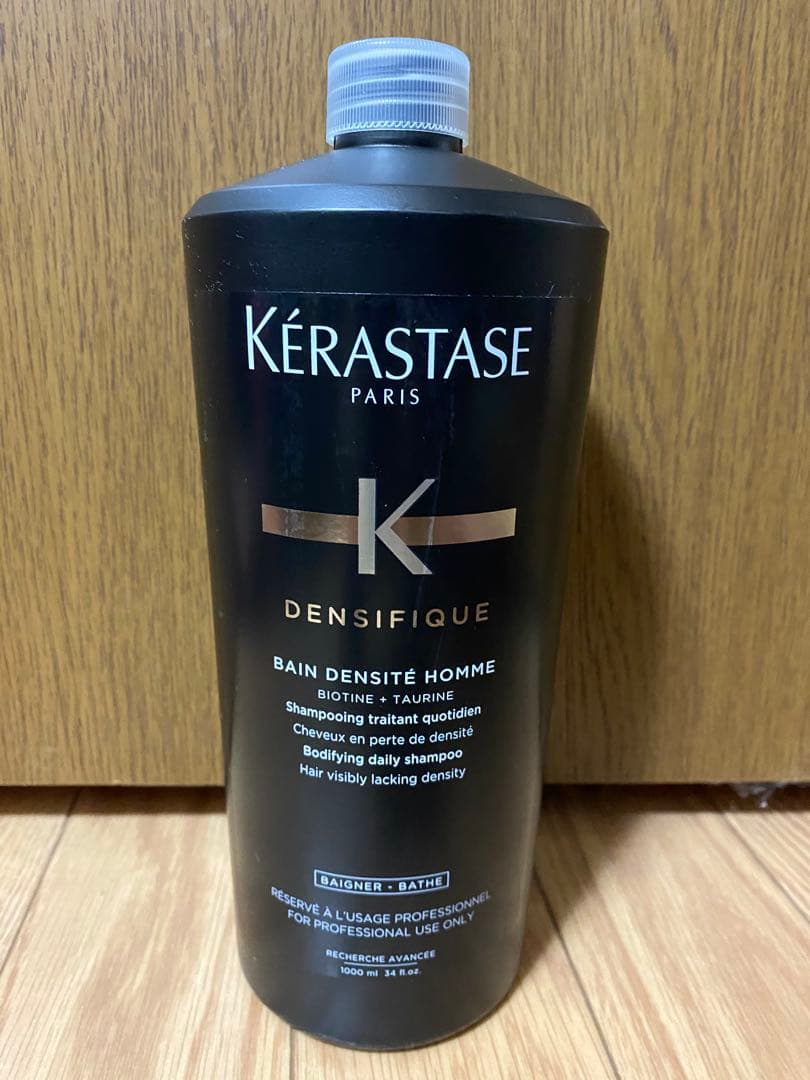 KÉRASTASE
PARIS
K
DENSIFIQUE
BAIN DENSITÉ HOMME
BIOTINE + TAURINE
Shampooing traitant quotidien
Cheveux en perte de densité
Bodifying daily shampoo
Hair visibly lacking density
BAIGNER - BATHE
RÉSERVÉ À L'USAGE PROFESSIONNEL
FOR PROFESSIONAL USE ONLY
RECHERCHE AVANCÉE
1000 ml 34 fl.oz.